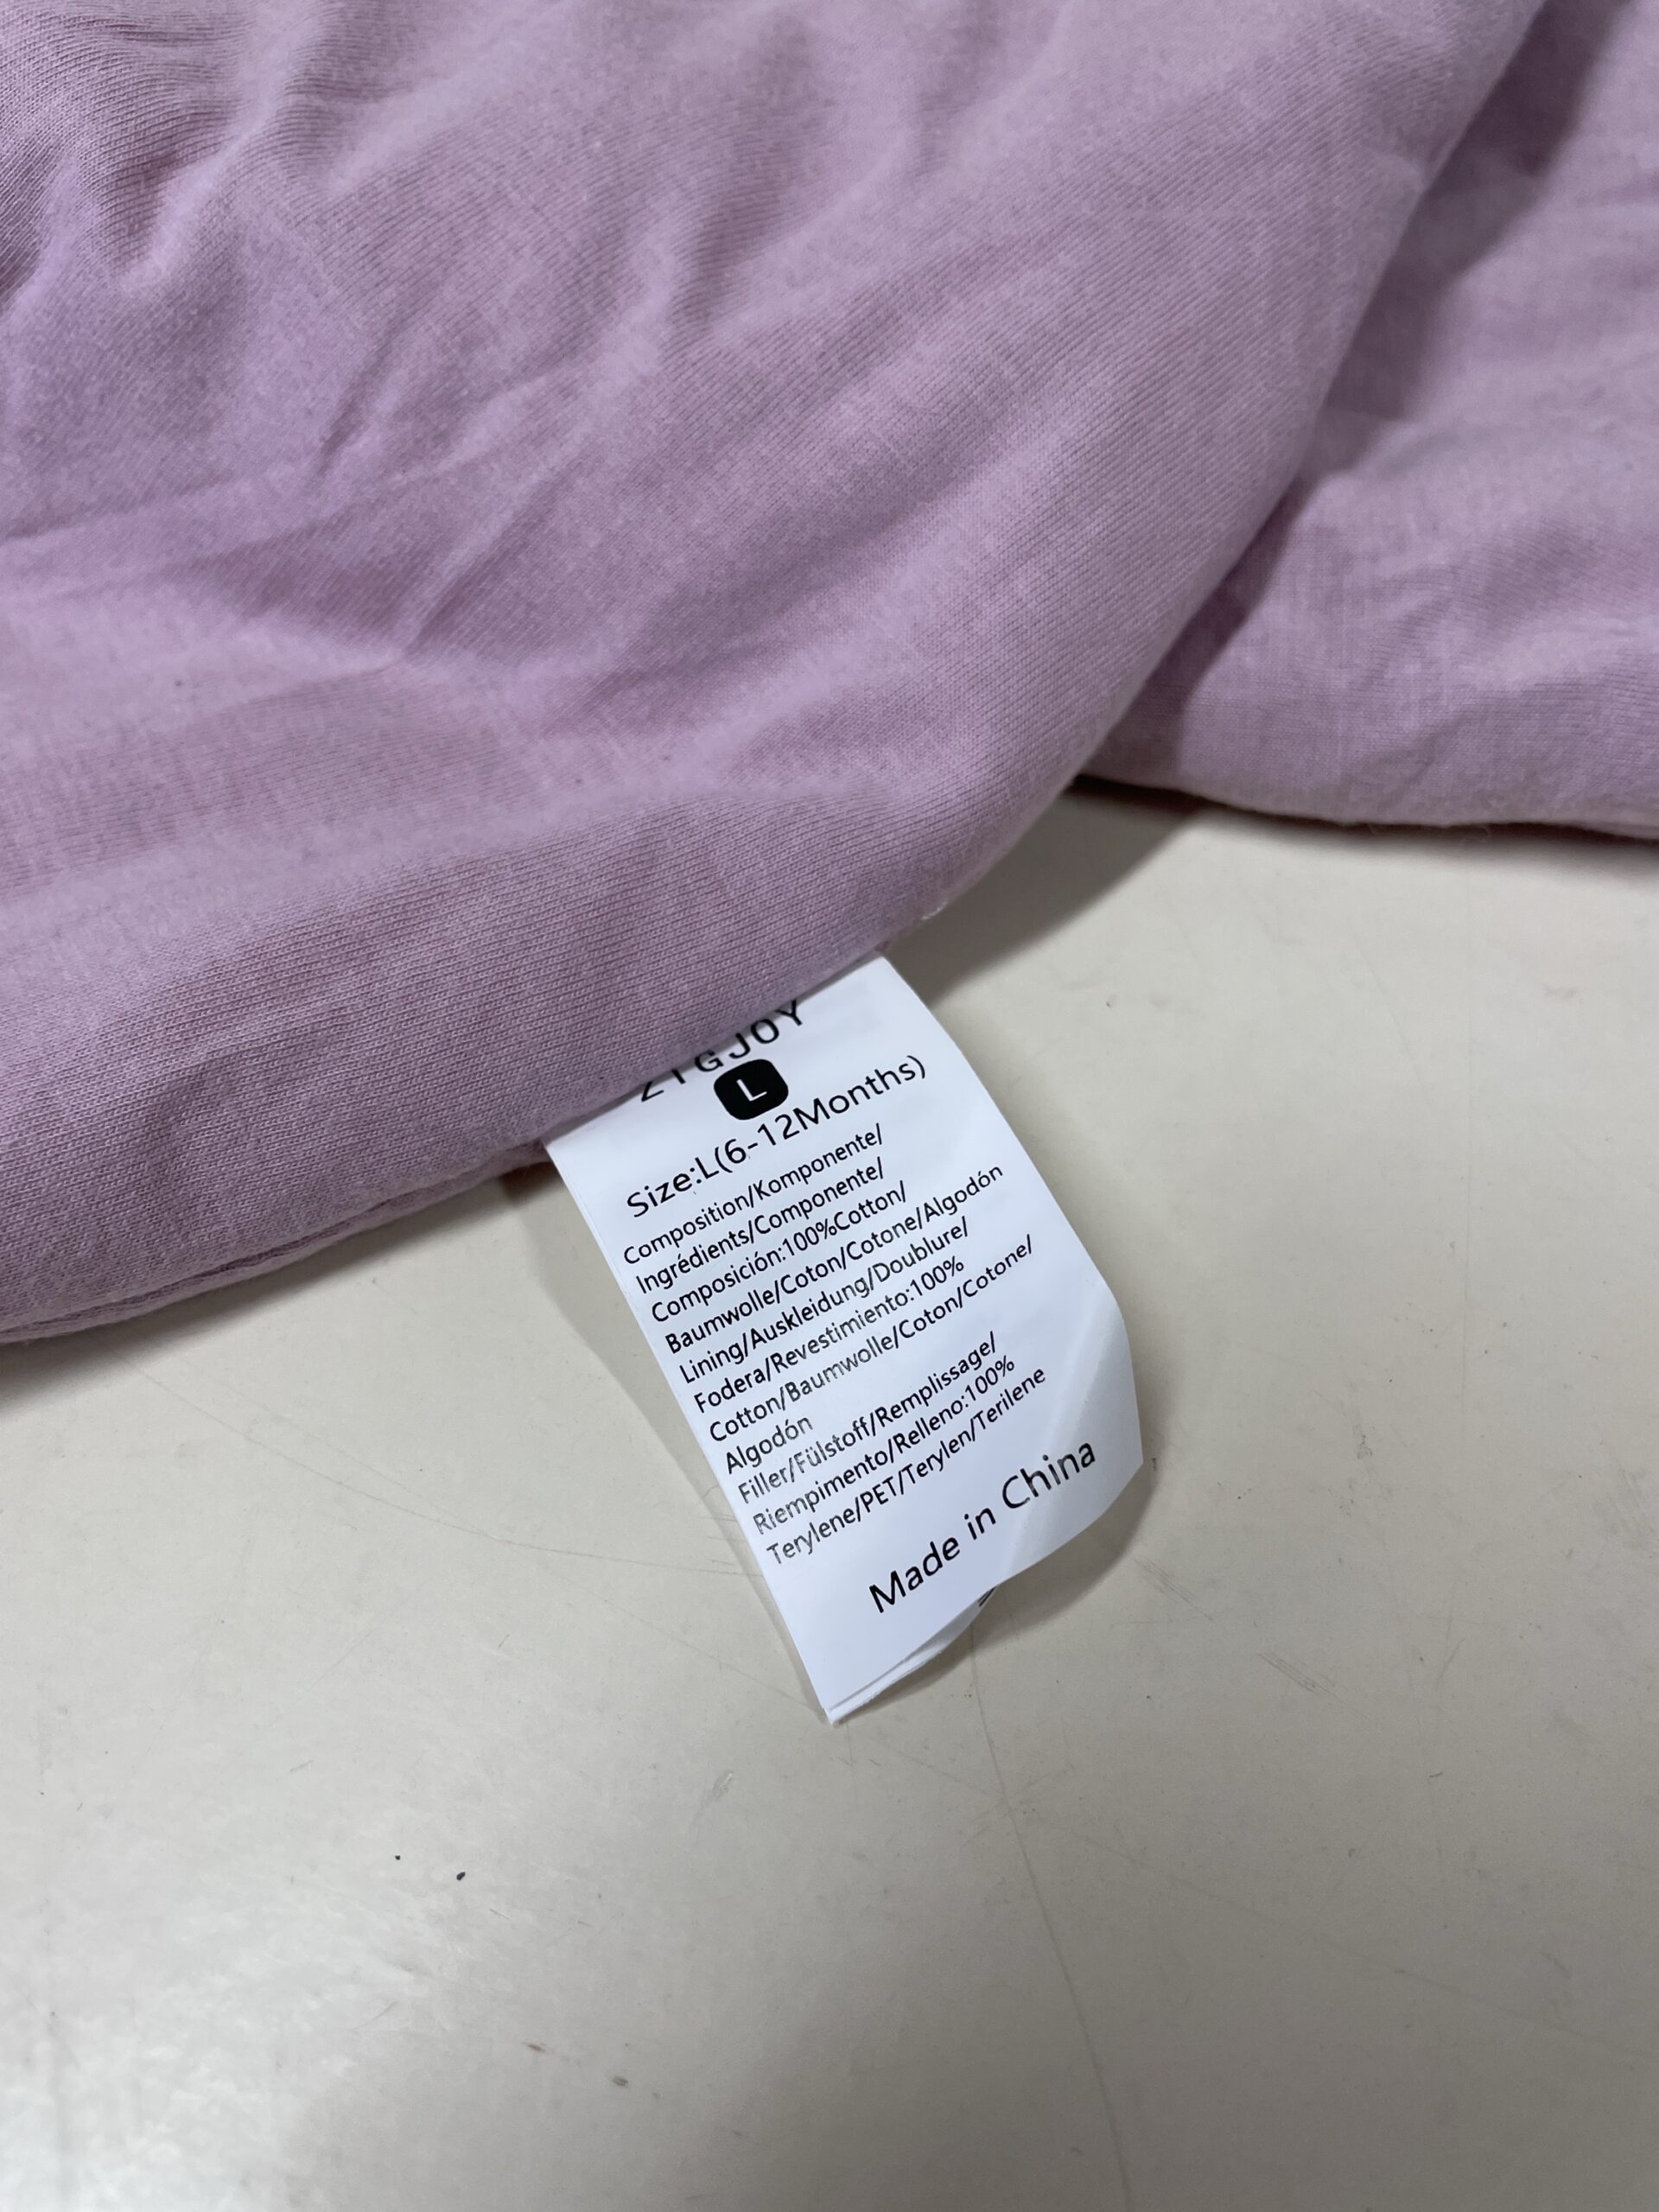 ZIGJOY
L
Size:L(6-12Months)
Composition/Komponente/
Ingrédients/Componente/
Composición:100%Cotton/
Baumwolle/Coton/Cotone/Algodón
Lining/Auskleidung/Doublure/
Fodera/Revestimiento:100%
Cotton/Baumwolle/Coton/Cotone/
Algodón
Filler/Fülstoff/Remplissage/
Riempimento/Relleno:100%
Terylene/PET/Terylen/Terilene
Made in China